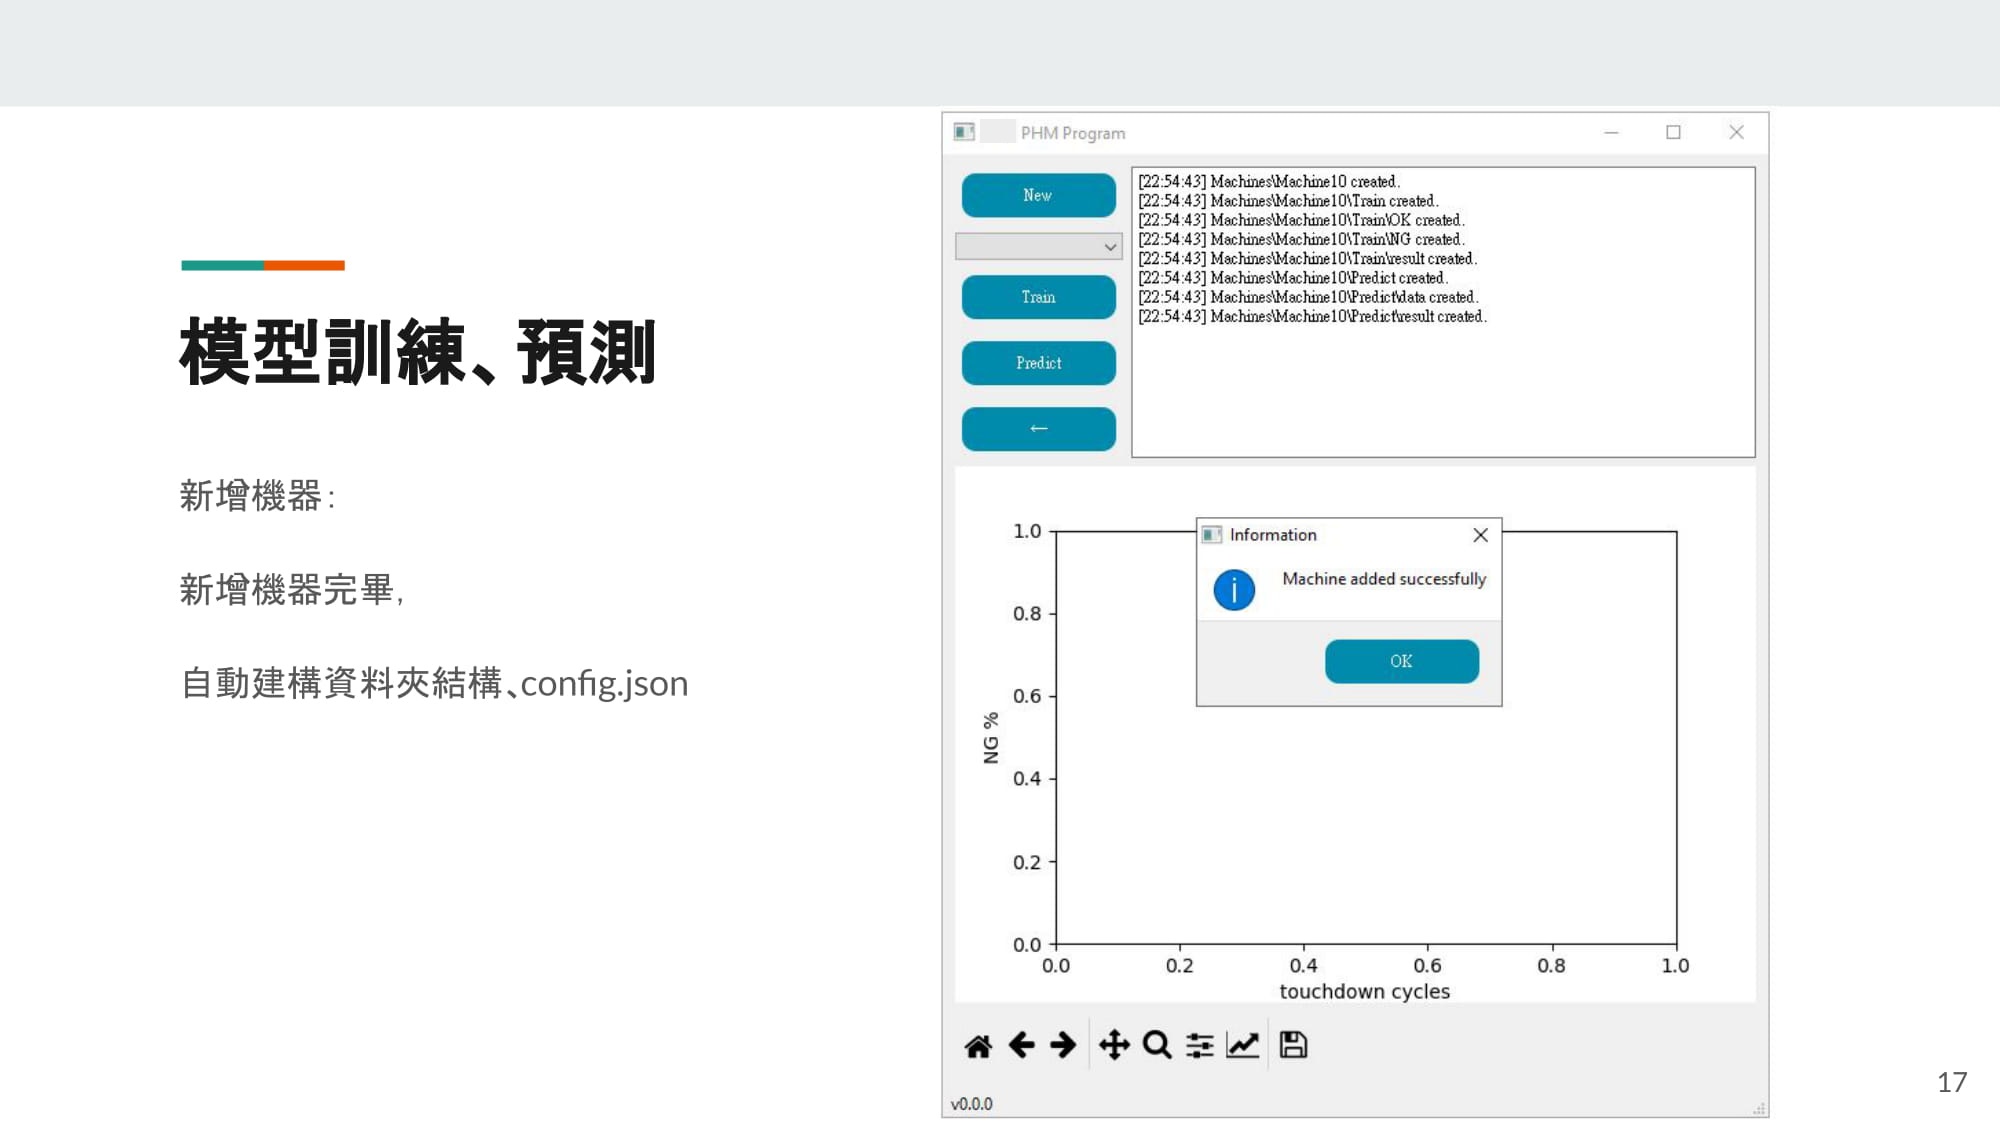 模型訓練、預測
新增機器：
新增機器完畢，
自動建構資料夾結構、config.json
PHM Program
New
Train
Predict
←
[22:54:43] Machines\Machine10 created.
[22:54:43] Machines\Machine10\Train created.
[22:54:43] Machines\Machine10\Train\OK created.
[22:54:43] Machines\Machine10\Train\NG created.
[22:54:43] Machines\Machine10\Train\result created.
[22:54:43] Machines\Machine10\Predict created.
[22:54:43] Machines\Machine10\Predict\data created.
[22:54:43] Machines\Machine10\Predict\result created.
Information
Machine added successfully
OK
1.0
0.8
0.6
0.4
0.2
0.0
NG %
0.0 0.2 0.4 0.6 0.8 1.0
touchdown cycles
v0.0.0
17